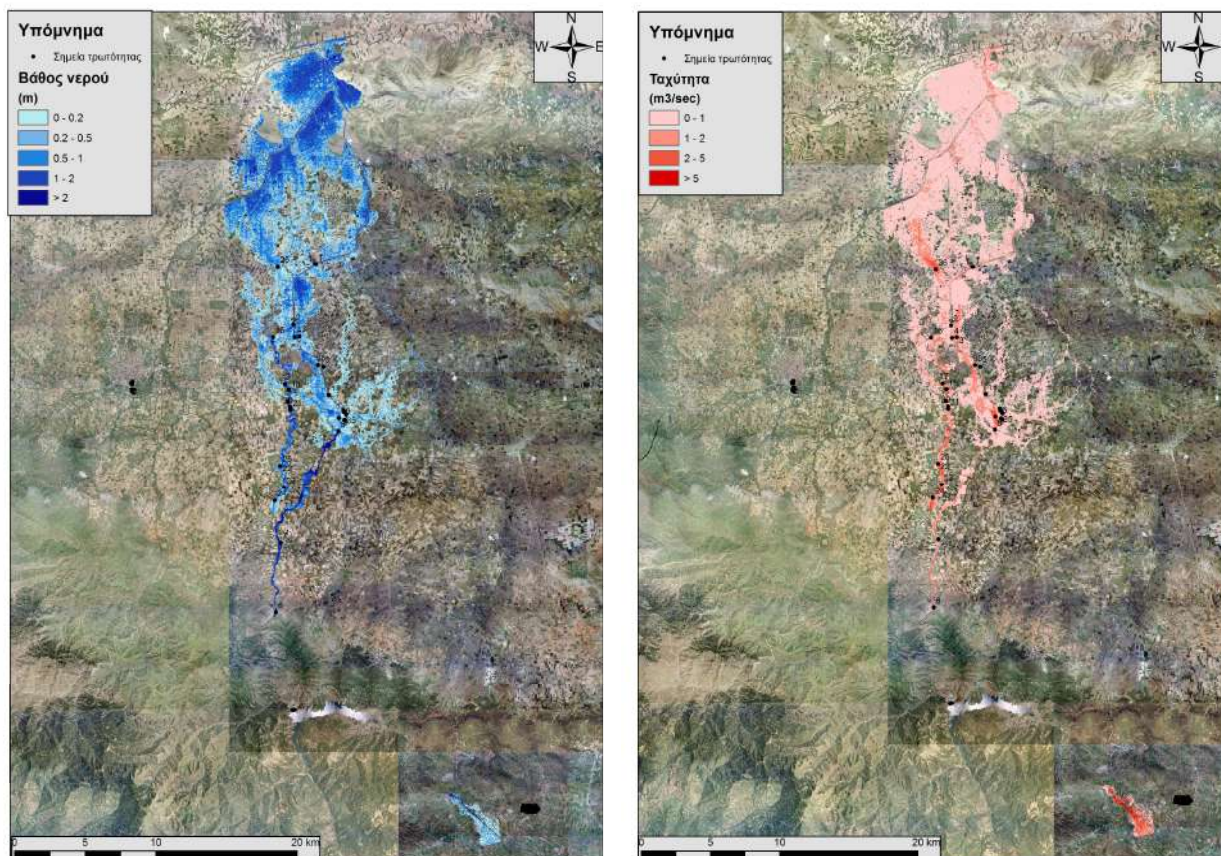 Υπόμνημα
• Σημεία τρωτότητας
Βάθος νερού
(m)
0 - 0.2
0.2 - 0.5
0.5 - 1
1 - 2
> 2
N
W E
S
0 5 10 20 km
Υπόμνημα
• Σημεία τρωτότητας
Ταχύτητα
(m3/sec)
0 - 1
1 - 2
2 - 5
> 5
N
W E
S
0 5 10 20 km